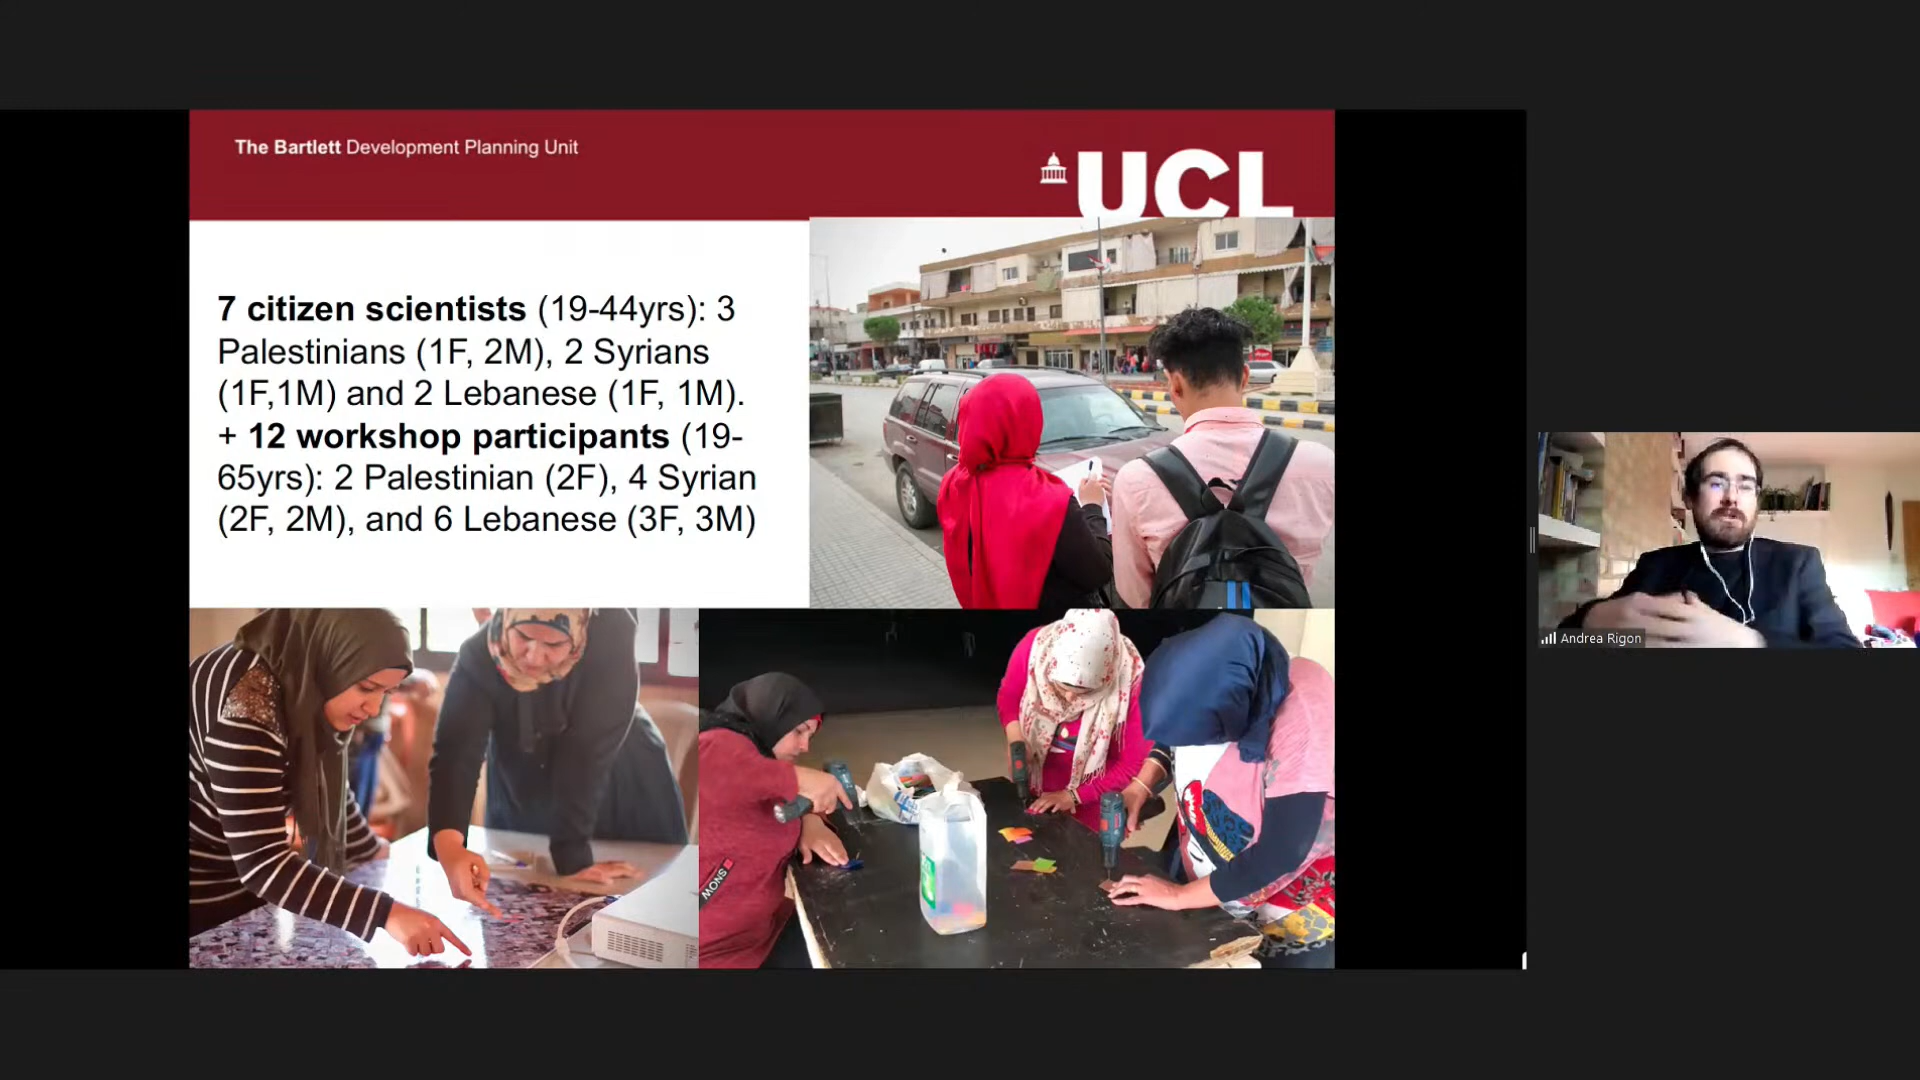 The Bartlett Development Planning Unit
UCL
7 citizen scientists (19-44yrs): 3
Palestinians (1F, 2M), 2 Syrians
(1F,1M) and 2 Lebanese (1F, 1M).
+ 12 workshop participants (19-
65yrs): 2 Palestinian (2F), 4 Syrian
(2F, 2M), and 6 Lebanese (3F, 3M)
SNOW
Andrea Rigon